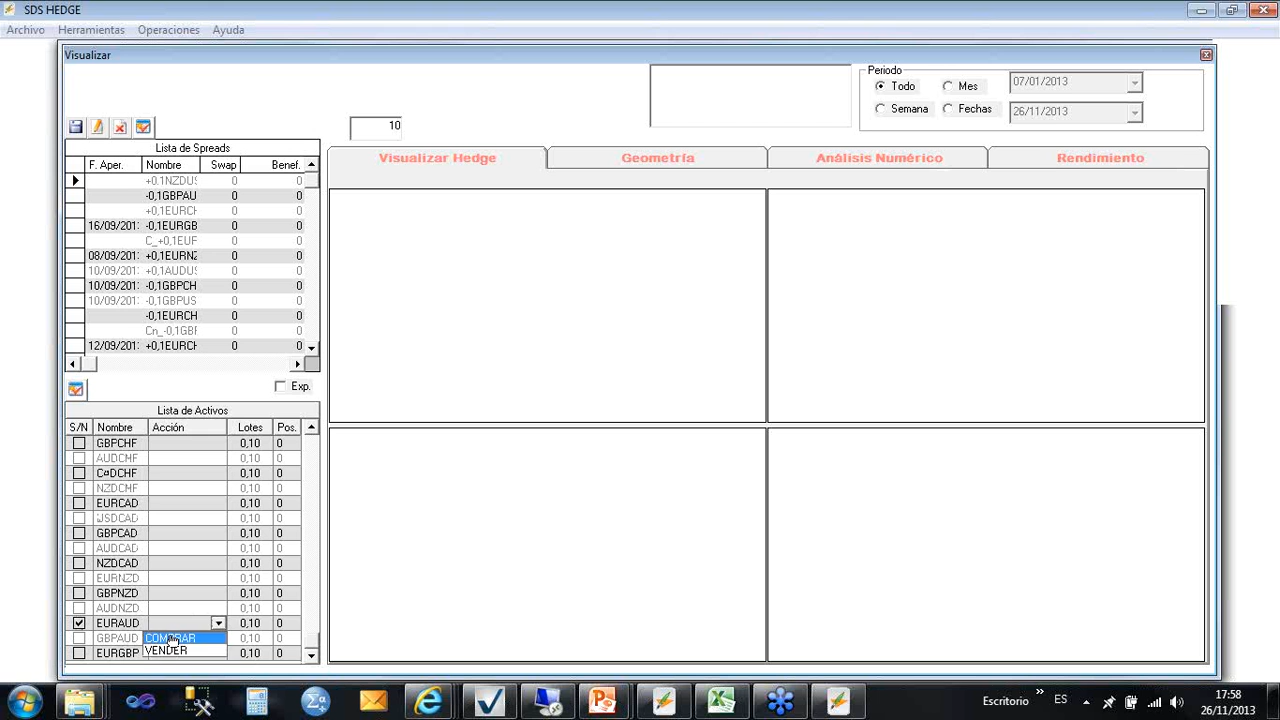 SDS HEDGE
Archivo Herramientas Operaciones Ayuda
Visualizar
Periodo
Todo Mes 07/01/2013
Semana Fechas 26/11/2013
10
Lista de Spreads
F. Aper. Nombre Swap Benef.
+0.1NZDUS 0 0
-0,1GBPAU 0 0
+0,1EURCH 0 0
16/09/201 -0,1EURGB 0 0
C_+0,1EUF 0 0
08/09/201 +0,1EURNZ 0 0
10/09/201 +0,1AUDUS 0 0
10/09/201 -0,1GBPCH 0 0
10/09/201 -0,1GBPUS 0 0
-0,1EURCH 0 0
Cn_-0,1GBF 0 0
12/09/201 +0,1EURCH 0 0
Visualizar Hedge Geometría Análisis Numérico Rendimiento
Exp.
Lista de Activos
S/N Nombre Acción Lotes Pos.
GBPCHF 0,10 0
AUDCHF 0,10 0
C¤DCHF 0,10 0
NZDCHF 0,10 0
EURCAD 0,10 0
USDCAD 0,10 0
GBPCAD 0,10 0
AUDCAD 0,10 0
NZDCAD 0,10 0
EURNZD 0,10 0
GBPNZD 0,10 0
AUDNZD 0,10 0
EURAUD 0,10 0
GBPAUD COMPRAR 0,10 0
VENDER
EURGBP 0,10 0
Escritorio ES 17:58
26/11/2013